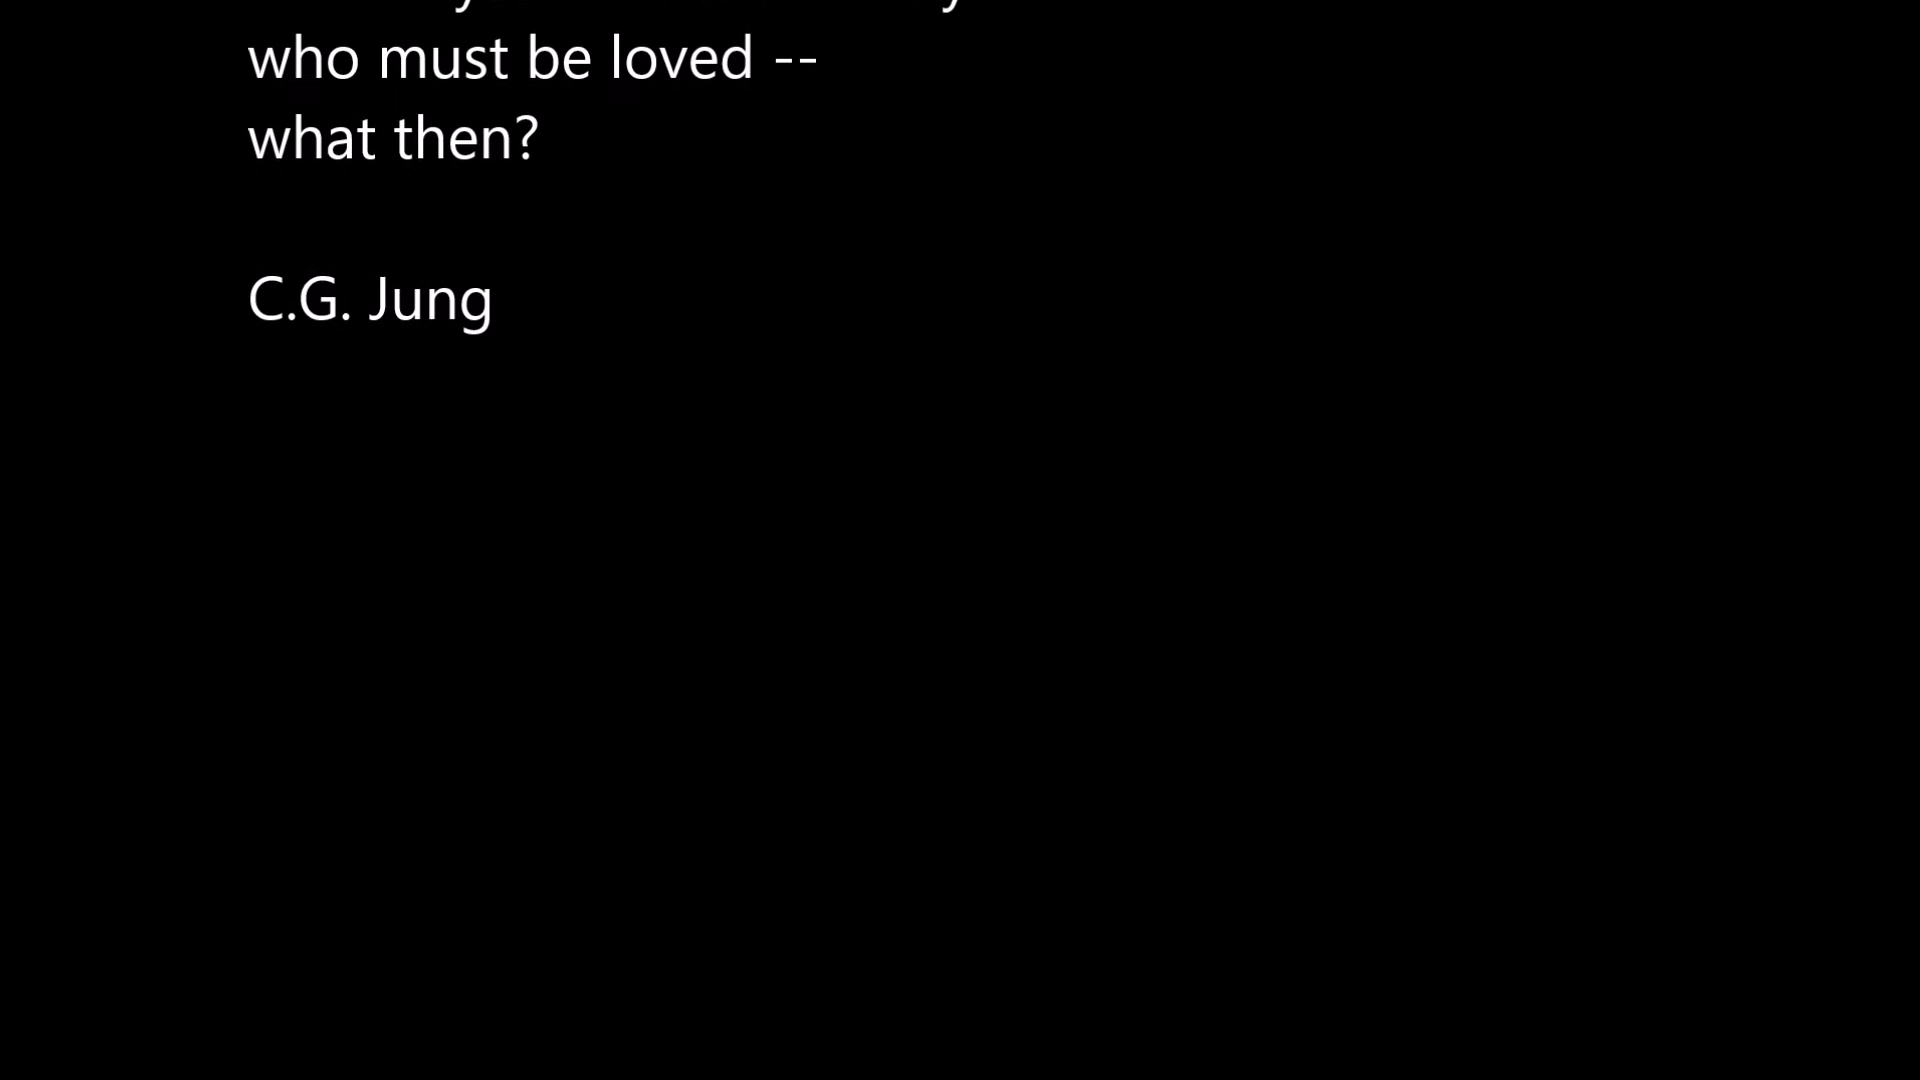 who must be loved --
what then?
C.G. Jung